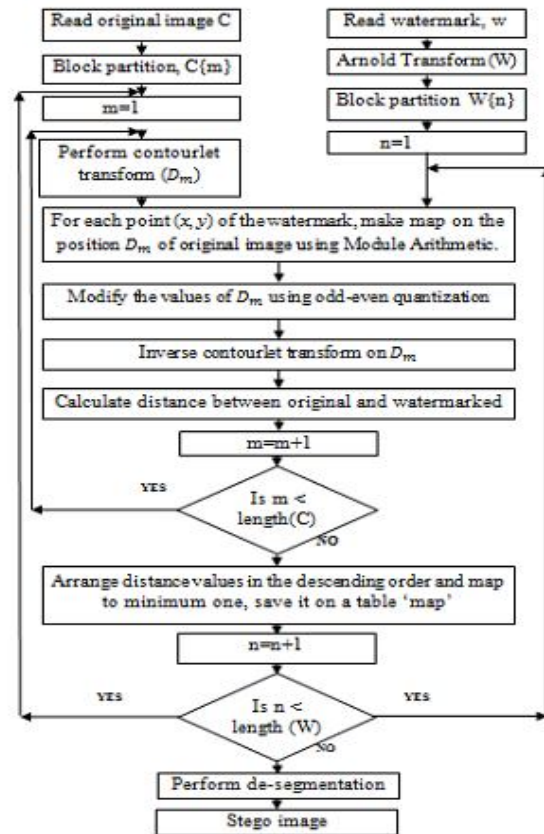 Read original image C
Read watermark, w
Block partition, C{m}
Arnold Transform (W)
m=1
Block partition W{n}
n=1
Perform contourlet
transform (Dₘ)
For each point (x, y) of the watermark, make map on the
position Dₘ of original image using Module Arithmetic.
Modify the values of Dₘ using odd-even quantization
Inverse contourlet transform on Dₘ
Calculate distance between original and watermarked
m=m+1
YES
Is m <
length(C)
NO
Arrange distance values in the descending order and map
to minimum one, save it on a table ‘map’
n=n+1
YES
Is n <
length (W)
YES
NO
Perform de-segmentation
Stego image